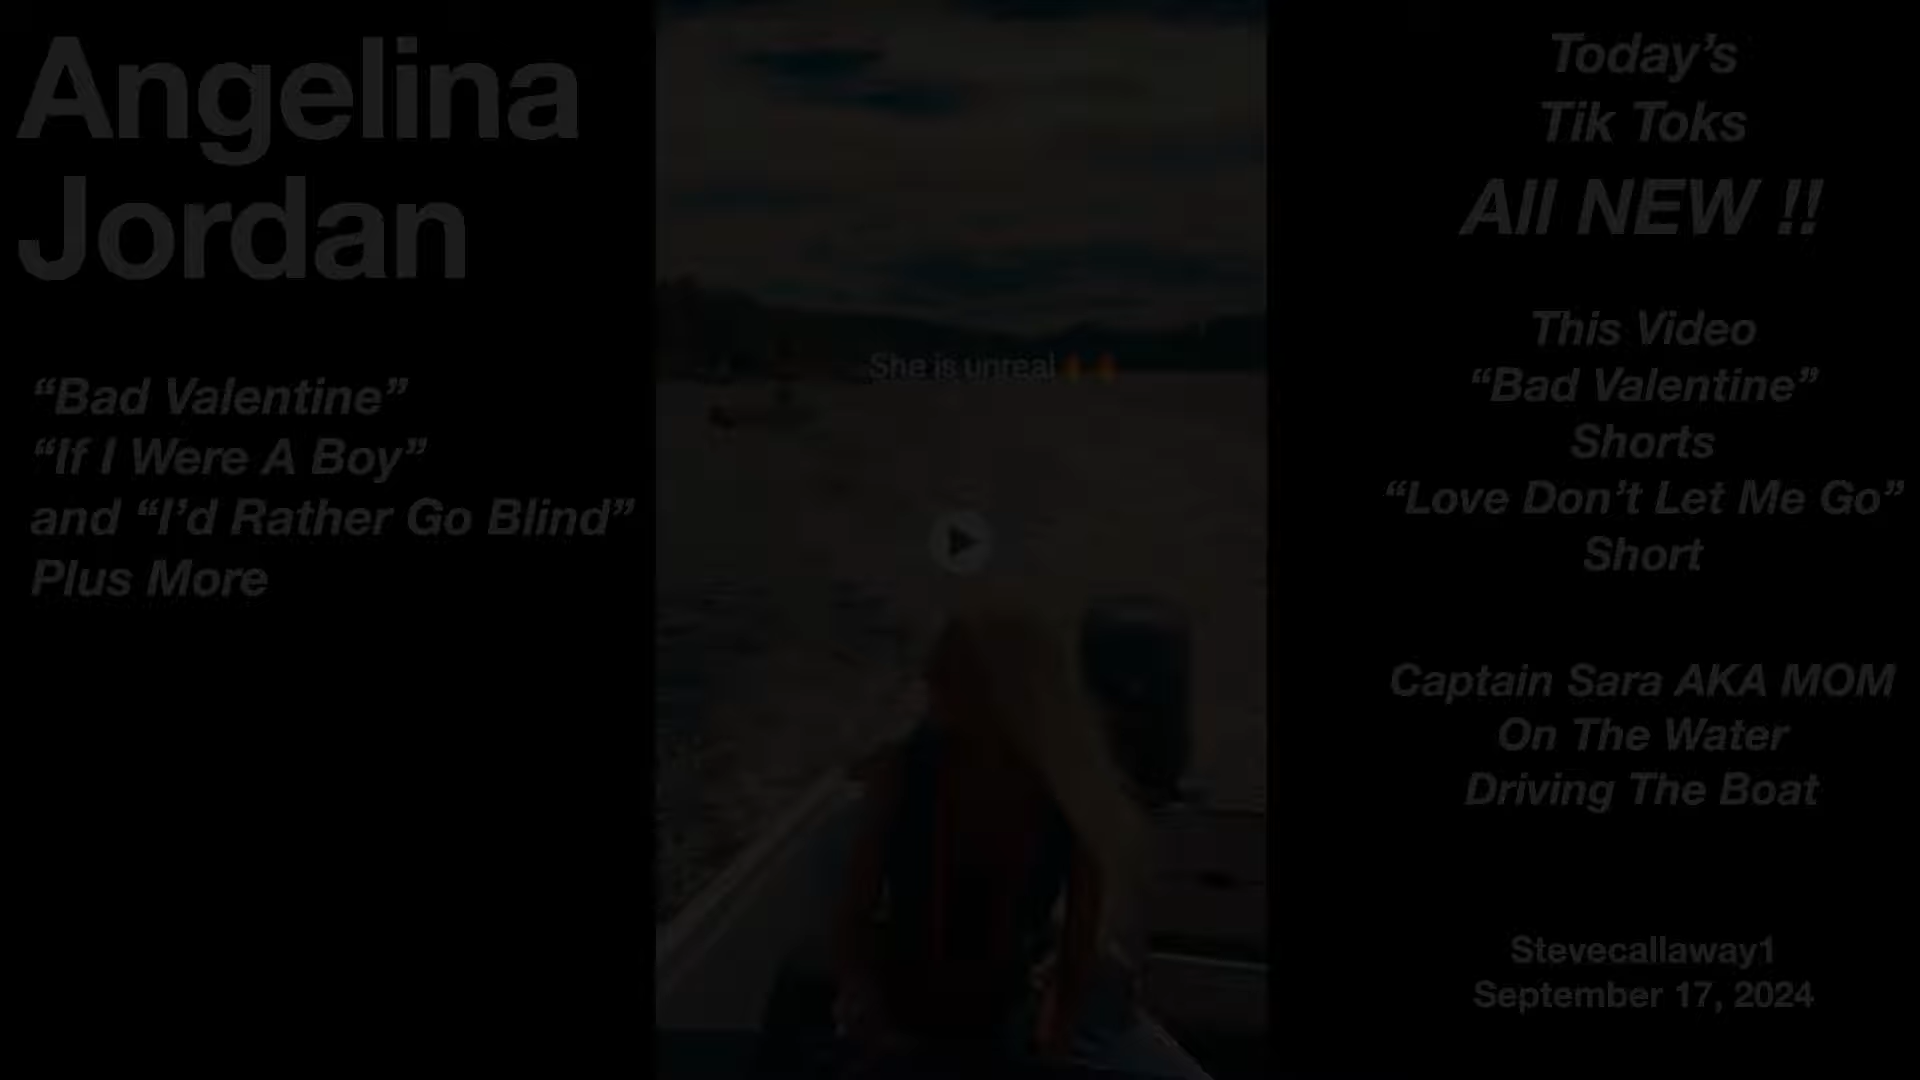 Angelina
Jordan
“Bad Valentine”
“If I Were A Boy”
and “I’d Rather Go Blind”
Plus More
She is unreal
Today’s
Tik Toks
All NEW !!
This Video
“Bad Valentine”
Shorts
“Love Don’t Let Me Go”
Short
Captain Sara AKA MOM
On The Water
Driving The Boat
Stevecallaway1
September 17, 2024